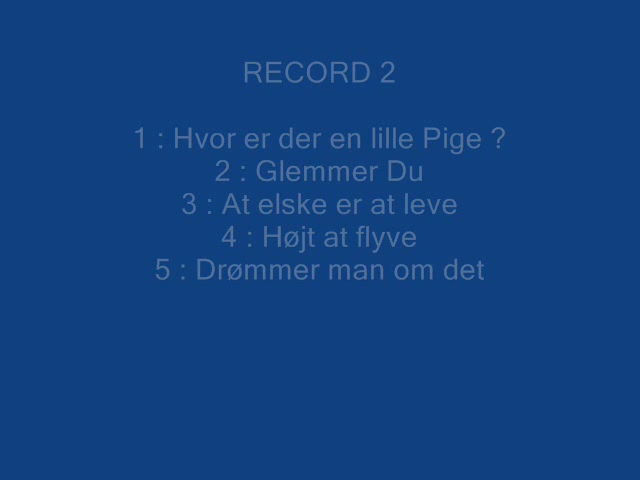 RECORD 2
1 : Hvor er der en lille Pige ?
2 : Glemmer Du
3 : At elske er at leve
4 : Højt at flyve
5 : Drømmer man om det